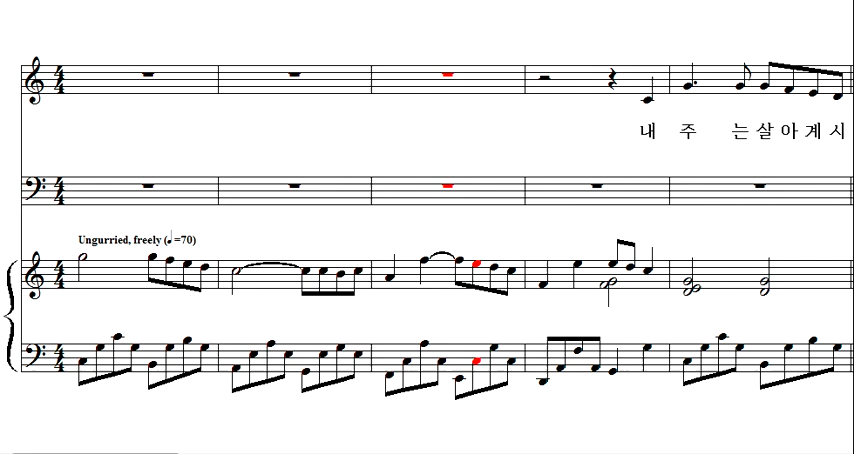 내 주 는 살 아 계 시
Ungurried, freely (♩=70)